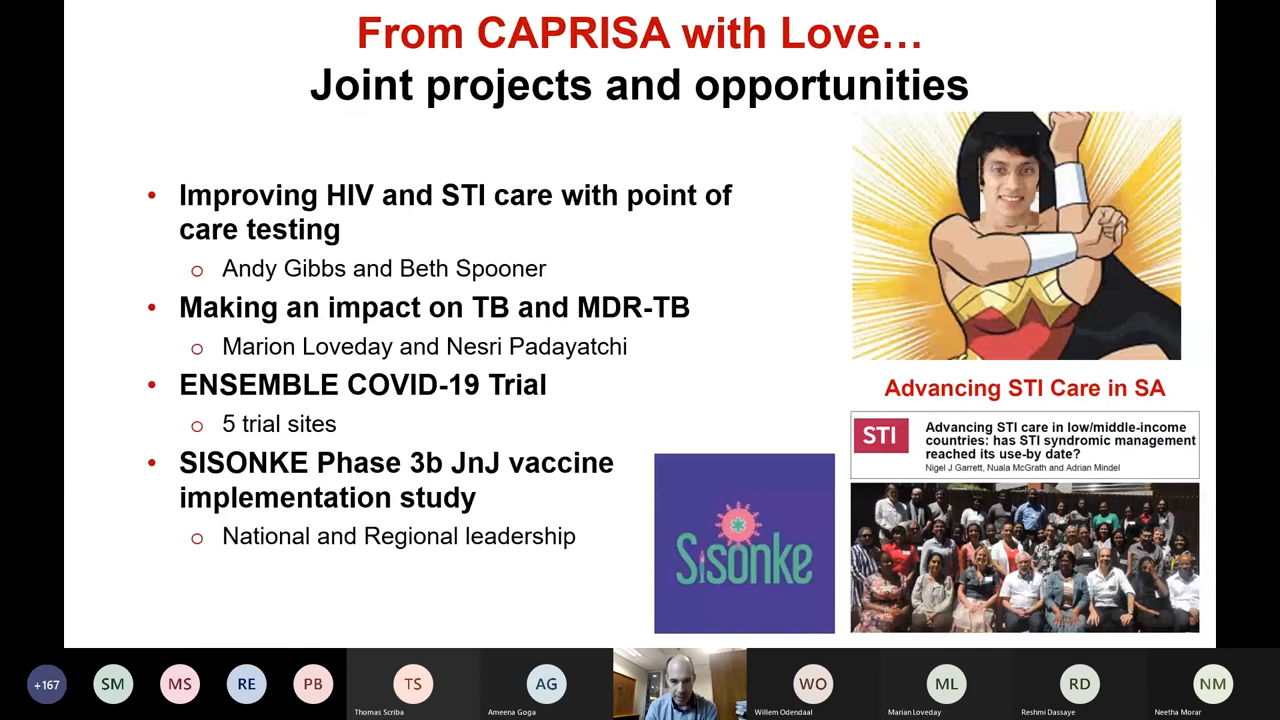 From CAPRISA with Love…
Joint projects and opportunities
• Improving HIV and STI care with point of
care testing
o Andy Gibbs and Beth Spooner
• Making an impact on TB and MDR-TB
o Marion Loveday and Nesri Padayatchi
• ENSEMBLE COVID-19 Trial
o 5 trial sites
• SISONKE Phase 3b JnJ vaccine
implementation study
o National and Regional leadership
Sisonke
Advancing STI Care in SA
STI
Advancing STI care in low/middle-income
countries: has STI syndromic management
reached its use-by date?
Nigel J Garrett, Nuala McGrath and Adrian Mindel
+167
SM
MS
RE
PB
TS
Thomas Scriba
AG
Ameena Goga
WO
Willem Odendaal
ML
Marian Loveday
RD
Reshmi Dassaye
NM
Neetha Morar